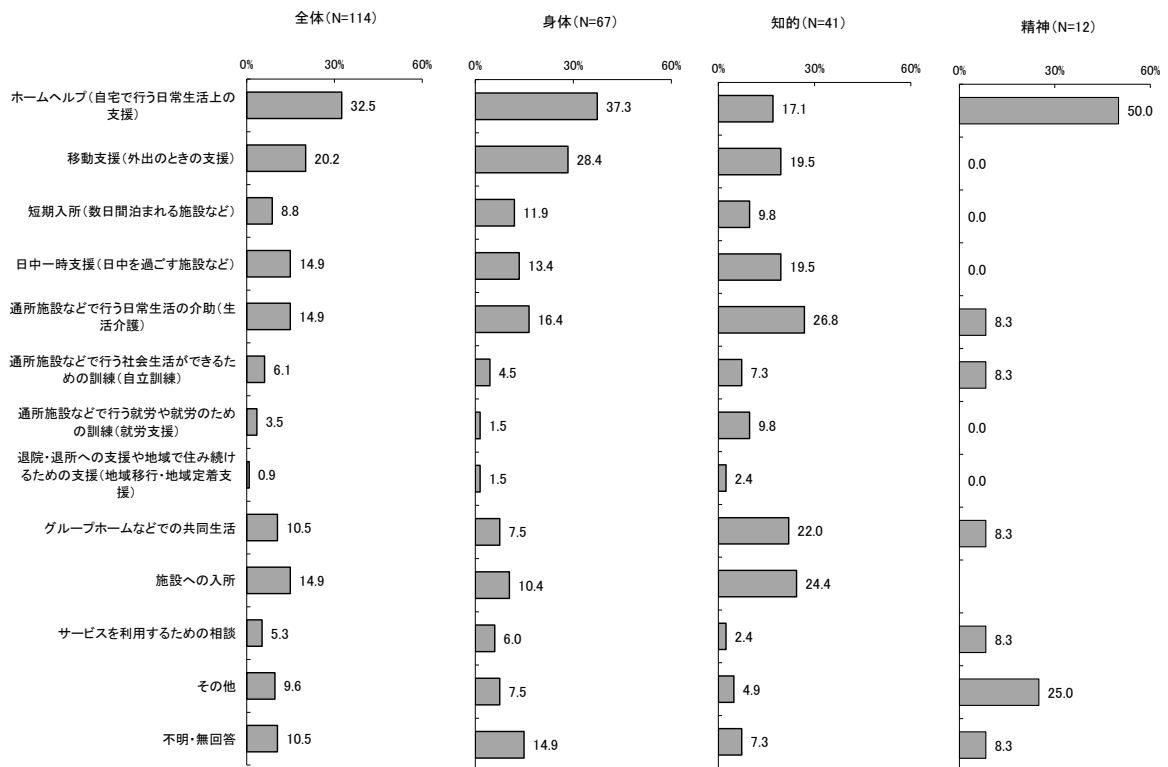 全体(N=114)
身体(N=67)
知的(N=41)
精神(N=12)
0% 30% 60%
0% 30% 60%
0% 30% 60%
0% 30% 60%
ホームヘルプ(自宅で行う日常生活上の
支援)
32.5 37.3 17.1 50.0
移動支援(外出のときの支援)
20.2 28.4 19.5 0.0
短期入所(数日間泊まれる施設など)
8.8 11.9 9.8 0.0
日中一時支援(日中を過ごす施設など)
14.9 13.4 19.5 0.0
通所施設などで行う日常生活の介助(生
活介護)
14.9 16.4 26.8 8.3
通所施設などで行う社会生活ができるた
めの訓練(自立訓練)
6.1 4.5 7.3 8.3
通所施設などで行う就労や就労のため
の訓練(就労支援)
3.5 1.5 9.8 0.0
退院・退所への支援や地域で住み続け
るための支援(地域移行・地域定着支
援)
0.9 1.5 2.4 0.0
グループホームなどでの共同生活
10.5 7.5 22.0 8.3
施設への入所
14.9 10.4 24.4
サービスを利用するための相談
5.3 6.0 2.4 8.3
その他
9.6 7.5 4.9 25.0
不明・無回答
10.5 14.9 7.3 8.3